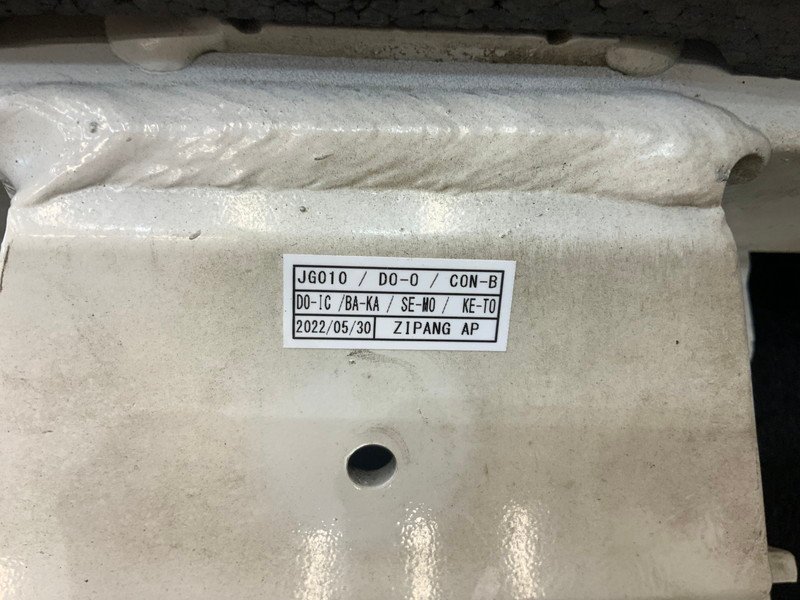 JG010 / DO-O / CON-B
DO-IC /BA-KA / SE-MO / KE-TO
2022/05/30 ZIPANG AP